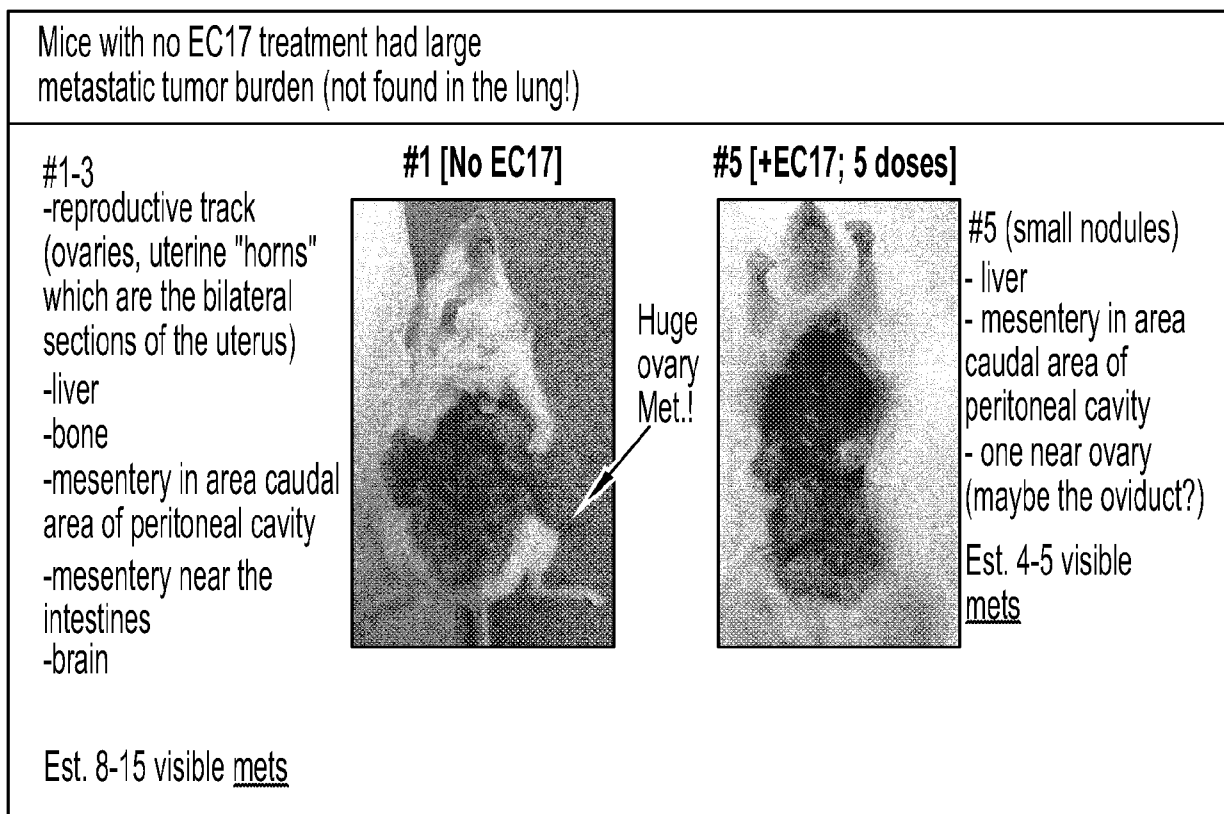 Mice with no EC17 treatment had large
metastatic tumor burden (not found in the lung!)
#1-3
-reproductive track
(ovaries, uterine "horns"
which are the bilateral
sections of the uterus)
-liver
-bone
-mesentery in area caudal
area of peritoneal cavity
-mesentery near the
intestines
-brain
Est. 8-15 visible mets
#1 [No EC17]
Huge
ovary
Met.!
#5 [+EC17; 5 doses]
#5 (small nodules)
- liver
- mesentery in area
caudal area of
peritoneal cavity
- one near ovary
(maybe the oviduct?)
Est. 4-5 visible
mets